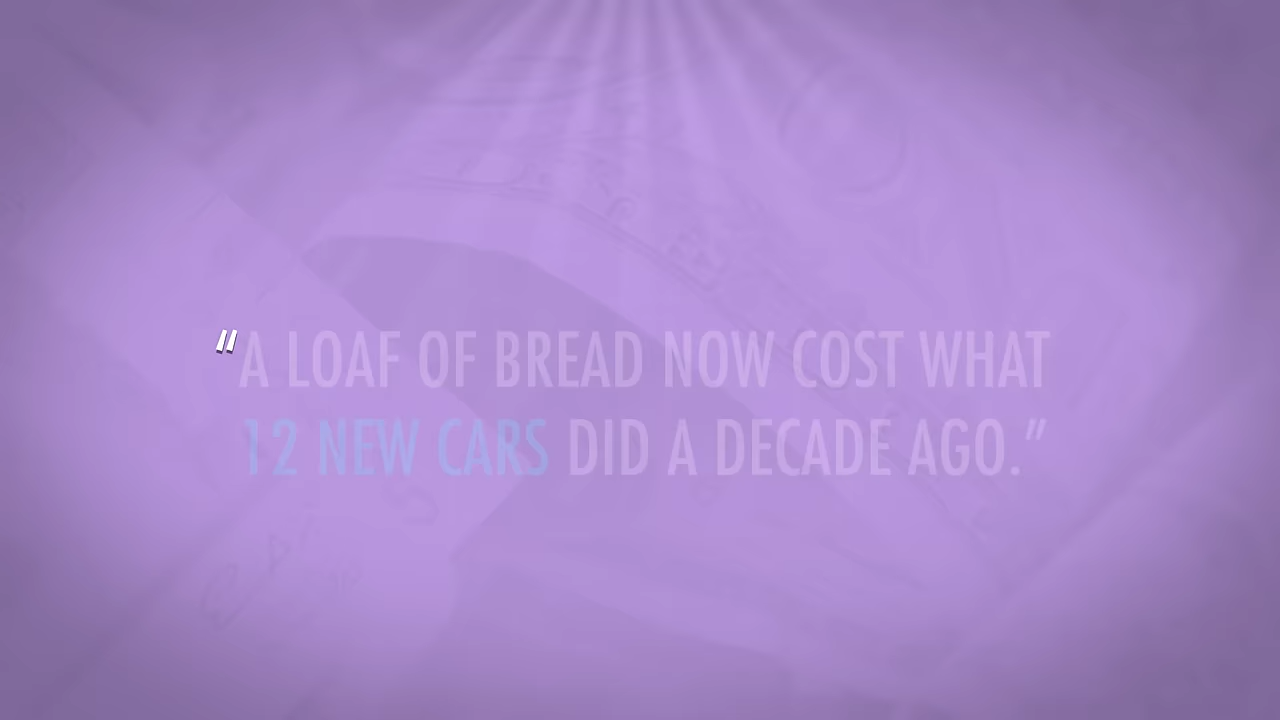 “A LOAF OF BREAD NOW COST WHAT
12 NEW CARS DID A DECADE AGO.”